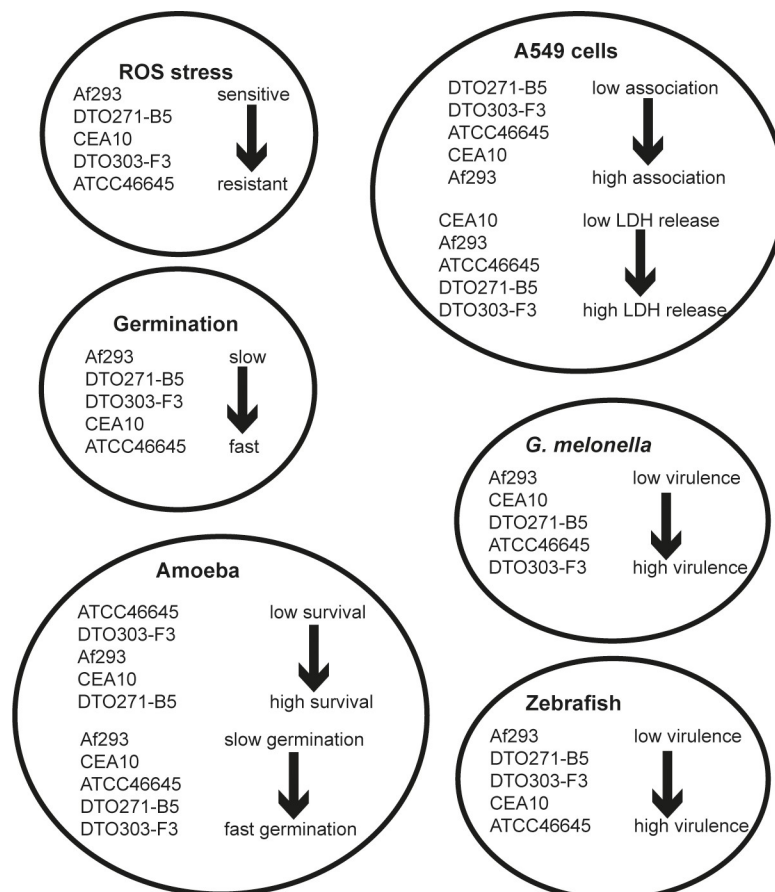 ROS stress
Af293 sensitive
DTO271-B5
CEA10
DTO303-F3
ATCC46645 resistant
A549 cells
DTO271-B5 low association
DTO303-F3
ATCC46645
CEA10
Af293 high association
CEA10 low LDH release
Af293
ATCC46645
DTO271-B5
DTO303-F3 high LDH release
Germination
Af293 slow
DTO271-B5
DTO303-F3
CEA10
ATCC46645 fast
G. melonella
Af293 low virulence
CEA10
DTO271-B5
ATCC46645
DTO303-F3 high virulence
Amoeba
ATCC46645 low survival
DTO303-F3
Af293
CEA10
DTO271-B5 high survival
Af293 slow germination
CEA10
ATCC46645
DTO271-B5
DTO303-F3 fast germination
Zebrafish
Af293 low virulence
DTO271-B5
DTO303-F3
CEA10
ATCC46645 high virulence